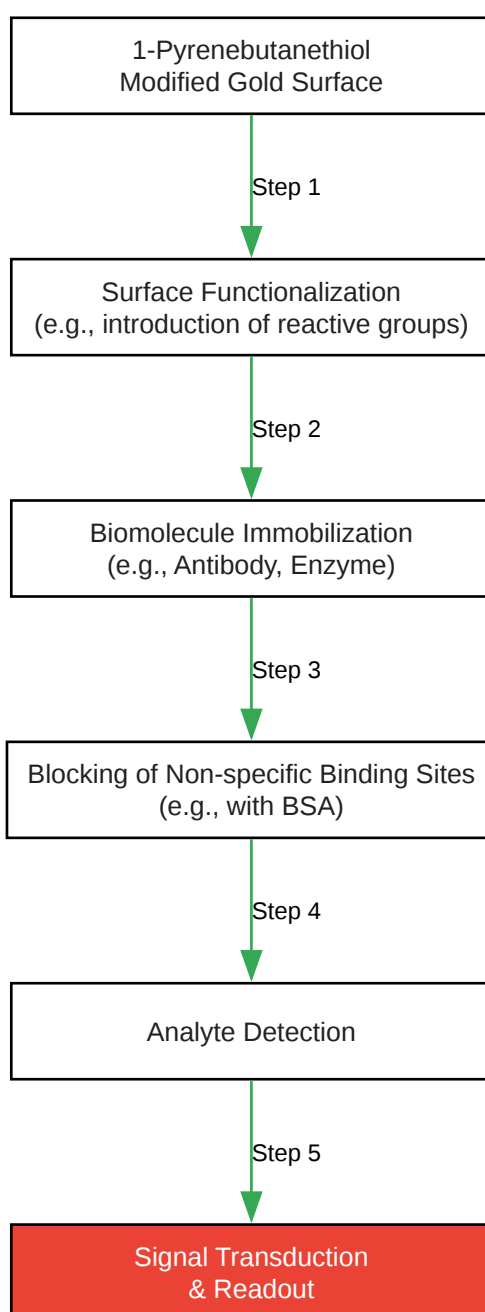 1-Pyrenebutanethiol
Modified Gold Surface
Step 1
Surface Functionalization
(e.g., introduction of reactive groups)
Step 2
Biomolecule Immobilization
(e.g., Antibody, Enzyme)
Step 3
Blocking of Non-specific Binding Sites
(e.g., with BSA)
Step 4
Analyte Detection
Step 5
Signal Transduction
& Readout